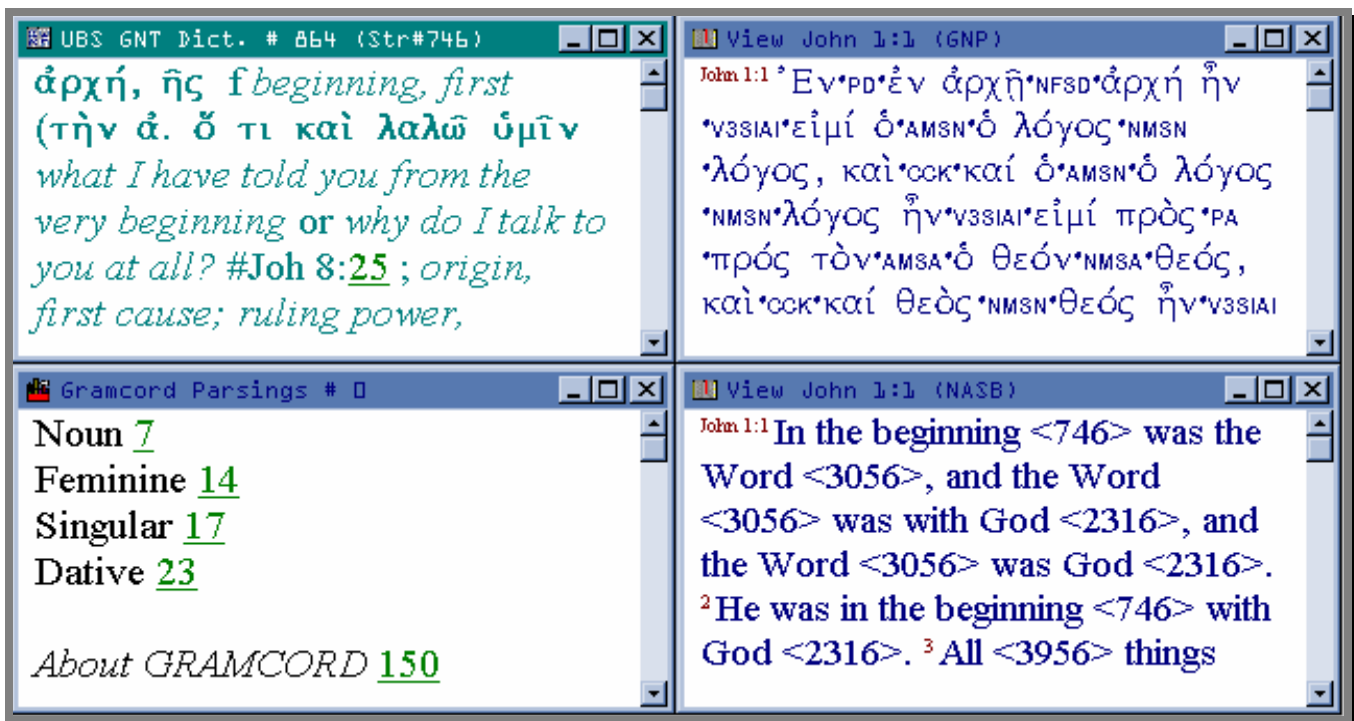 UBS GNT Dict. # 864 (Str#746)
ἀρχή, ῆς f beginning, first
(τὴν ἀ. ὅ τι καὶ λαλῶ ὑμῖν
what I have told you from the
very beginning or why do I talk to
you at all? #Joh 8:25 ; origin,
first cause; ruling power,
View John 1:1 (GNP)
John 1:1 ᾿Εν•PD•ἐν ἀρχῇ•NFSD•ἀρχή ἦν
•V3SIAI•εἰμί ὁ•AMSN•ὁ λόγος•NMSN
•λόγος, καὶ•CCK•καί ὁ•AMSN•ὁ λόγος
•NMSN•λόγος ἦν•V3SIAI•εἰμί πρὸς•PA
•πρός τὸν•AMSA•ὁ θεόν•NMSA•θεός,
καὶ•CCK•καί θεὸς•NMSN•θεός ἦν•V3SIAI
Gramcord Parsings # 0
Noun 7
Feminine 14
Singular 17
Dative 23
About GRAMCORD 150
View John 1:1 (NASB)
John 1:1 In the beginning <746> was the
Word <3056>, and the Word
<3056> was with God <2316>, and
the Word <3056> was God <2316>.
2 He was in the beginning <746> with
God <2316>. 3 All <3956> things